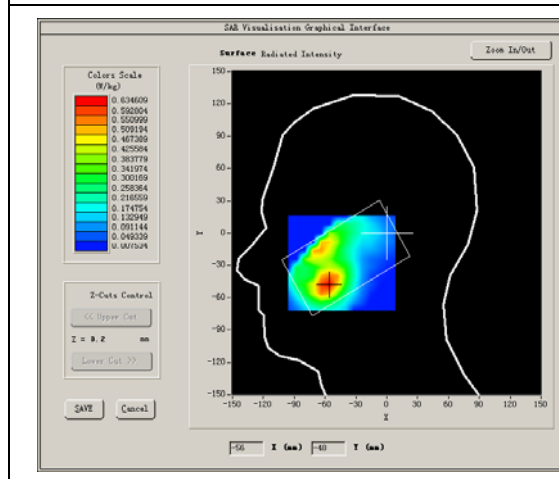 SAR Visualisation Graphical Interface
Surface Radiated Intensity
Zoom In/Out
Colors Scale
(W/kg)
0.634609
0.592804
0.550999
0.509194
0.467389
0.425584
0.383779
0.341974
0.300169
0.258364
0.216559
0.174754
0.132949
0.091144
0.049339
0.007534
Z-Cuts Control
<< Upper Cut
Z = 0.2 mm
Lower Cut >>
SAVE Cancel
150
120
90
60
30
Y 0
-30
-60
-90
-120
-150
-150 -120 -90 -60 -30 0 30 60 90 120 150
X
-56 X (mm) -48 Y (mm)